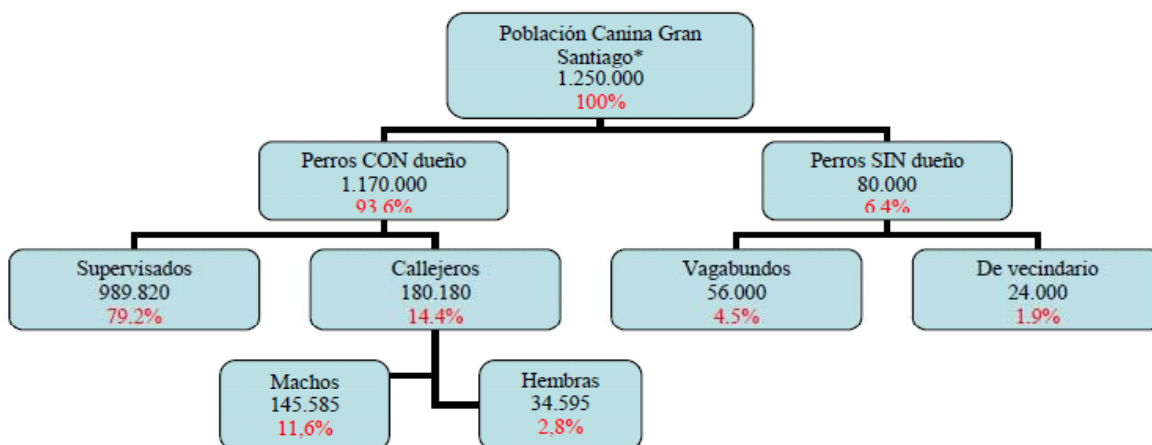 Población Canina Gran
Santiago*
1.250.000
100%
Perros CON dueño
1.170.000
93.6%
Perros SIN dueño
80.000
6.4%
Supervisados
989.820
79.2%
Callejeros
180.180
14.4%
Vagabundos
56.000
4.5%
De vecindario
24.000
1.9%
Machos
145.585
11,6%
Hembras
34.595
2,8%